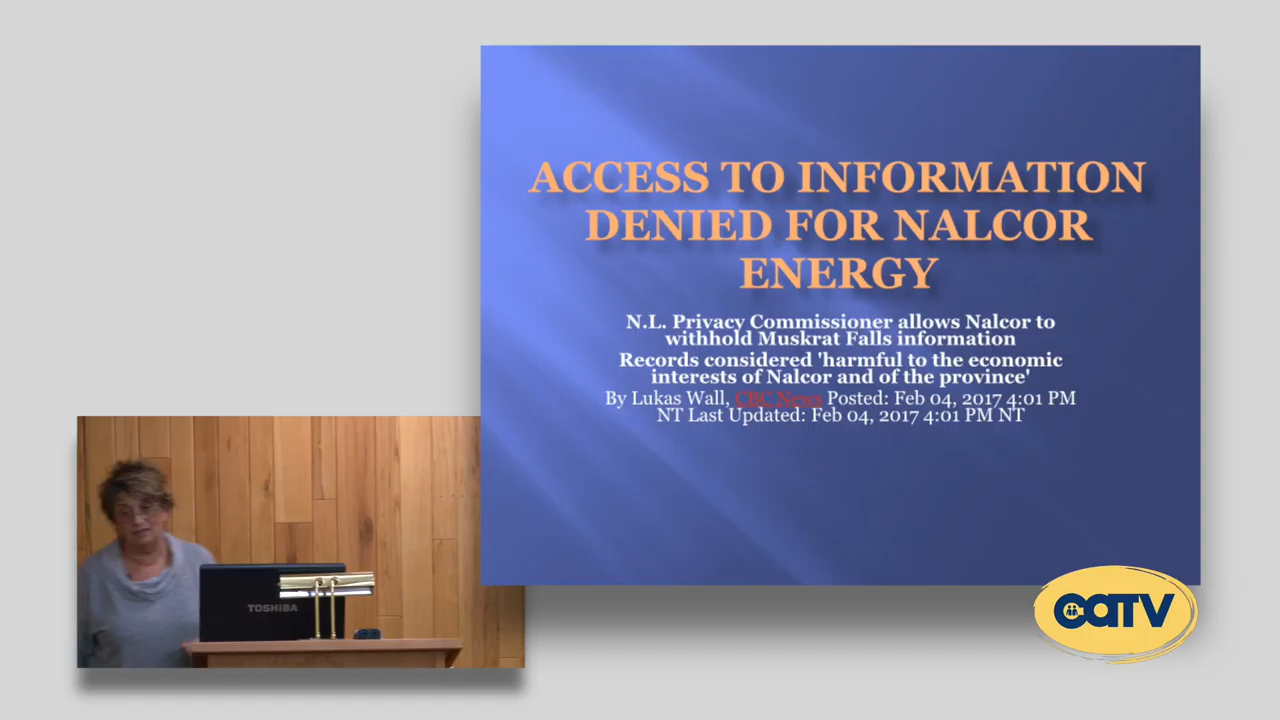 ACCESS TO INFORMATION
DENIED FOR NALCOR
ENERGY
N.L. Privacy Commissioner allows Nalcor to
withhold Muskrat Falls information
Records considered 'harmful to the economic
interests of Nalcor and of the province'
By Lukas Wall, CBC News Posted: Feb 04, 2017 4:01 PM
NT Last Updated: Feb 04, 2017 4:01 PM NT
TOSHIBA
CATV